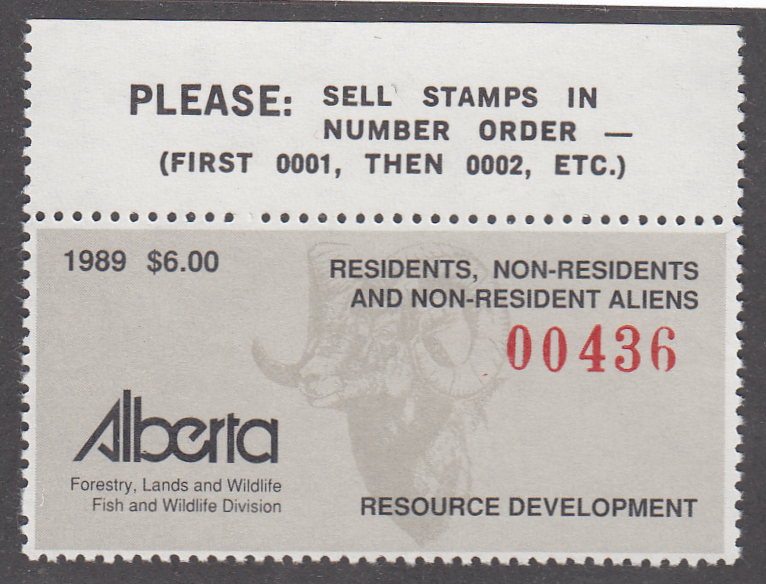 PLEASE: SELL STAMPS IN
NUMBER ORDER —
(FIRST 0001, THEN 0002, ETC.)
1989 $6.00
RESIDENTS, NON-RESIDENTS
AND NON-RESIDENT ALIENS
00436
Alberta
Forestry, Lands and Wildlife
Fish and Wildlife Division
RESOURCE DEVELOPMENT